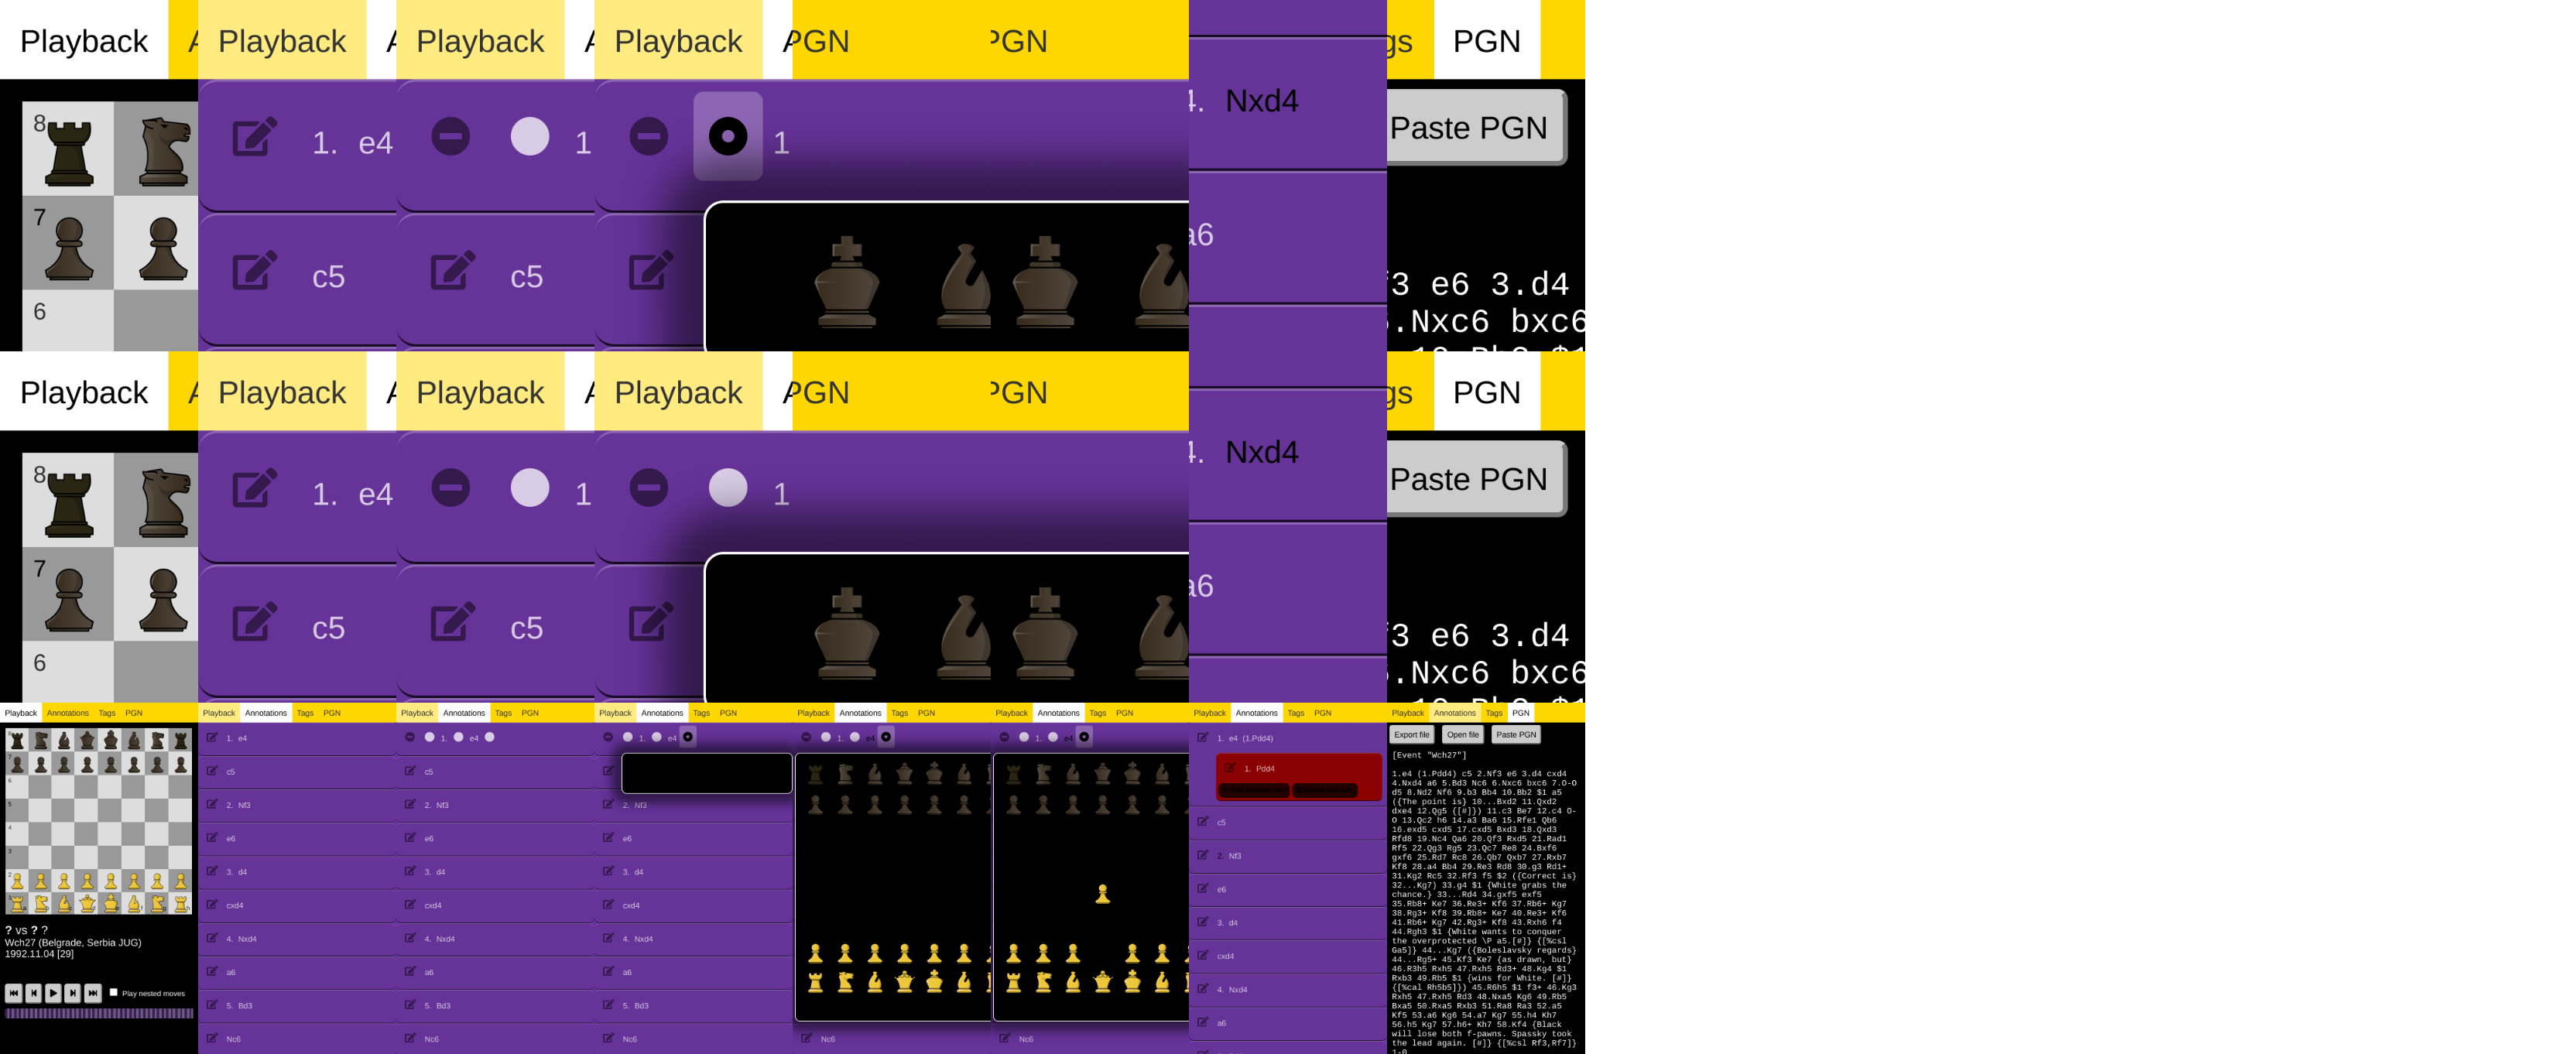 Playback
8
7
6
Playback
1. e4
c5
Playback
1
c5
Playback
1
PGN
PGN
4. Nxd4
a6
gs PGN
Paste PGN
f3 e6 3.d4
.Nxc6 bxc6
Playback
8
7
6
Playback
1. e4
c5
Playback
1
c5
Playback
1
PGN
PGN
4. Nxd4
a6
gs PGN
Paste PGN
f3 e6 3.d4
.Nxc6 bxc6
Playback Annotations Tags PGN
? vs ? ?
Wch27 (Belgrade, Serbia JUG)
1992.11.04 [29]
Play nested moves
Playback Annotations Tags PGN
1. e4
c5
2. Nf3
e6
3. d4
cxd4
4. Nxd4
a6
5. Bd3
Nc6
Playback Annotations Tags PGN
1. e4
c5
2. Nf3
e6
3. d4
cxd4
4. Nxd4
a6
5. Bd3
Nc6
Playback Annotations Tags PGN
1. e4
2. Nf3
e6
3. d4
cxd4
4. Nxd4
a6
5. Bd3
Nc6
Playback Annotations Tags PGN
1. e4
Nc6
Playback Annotations Tags PGN
1. e4
Nc6
Playback Annotations Tags PGN
1. e4 (1.Pdd4)
1. Pdd4
c5
2. Nf3
e6
3. d4
cxd4
4. Nxd4
a6
Playback Annotations Tags PGN
Export file Open file Paste PGN
[Event "Wch27"]
1.e4 (1.Pdd4) c5 2.Nf3 e6 3.d4 cxd4
4.Nxd4 a6 5.Bd3 Nc6 6.Nxc6 bxc6 7.O-O
d5 8.Nd2 Nf6 9.b3 Bb4 10.Bb2 $1 a5
({The point is} 10...Bxd2 11.Qxd2
dxe4 12.Qg5 {[#]}) 11.c3 Be7 12.c4 O-
O 13.Qc2 h6 14.a3 Ba6 15.Rfe1 Qb6
16.exd5 cxd5 17.cxd5 Bxd3 18.Qxd3
Rfd8 19.Nc4 Qa6 20.Qf3 Rxd5 21.Rad1
Rf5 22.Qg3 Rg5 23.Qc7 Re8 24.Bxf6
gxf6 25.Rd7 Rc8 26.Qb7 Qxb7 27.Rxb7
Kf8 28.a4 Bb4 29.Re3 Rd8 30.g3 Rd1+
31.Kg2 Rc5 32.Rf3 f5 $2 ({Correct is}
32...Kg7) 33.g4 $1 {White grabs the
chance.} 33...Rd4 34.gxf5 exf5
35.Rb8+ Ke7 36.Re3+ Kf6 37.Rb6+ Kg7
38.Rg3+ Kf8 39.Rb8+ Ke7 40.Re3+ Kf6
41.Rb6+ Kg7 42.Rg3+ Kf8 43.Rxh6 f4
44.Rgh3 $1 {White wants to conquer
the overprotected \P a5.[#]} {[%csl
Ga5]} 44...Kg7 ({Boleslavsky regards}
44...Rg5+ 45.Kf3 Ke7 {as drawn, but}
46.R3h5 Rxh5 47.Rxh5 Rd3+ 48.Kg4 $1
Rxb3 49.Rb5 $1 {wins for White. [#]}
{[%cal Rh5b5]}) 45.R6h5 $1 f3+ 46.Kg3
Rxh5 47.Rxh5 Rd3 48.Nxa5 Kg6 49.Rb5
Bxa5 50.Rxa5 Rxb3 51.Ra8 Ra3 52.a5
Kf5 53.a6 Kg6 54.a7 Kg7 55.h4 Kh7
56.h5 Kg7 57.h6+ Kh7 58.Kf4 {Black
will lose both f-pawns. Spassky took
the lead again. [#]} {[%csl Rf3,Rf7]}
1-0